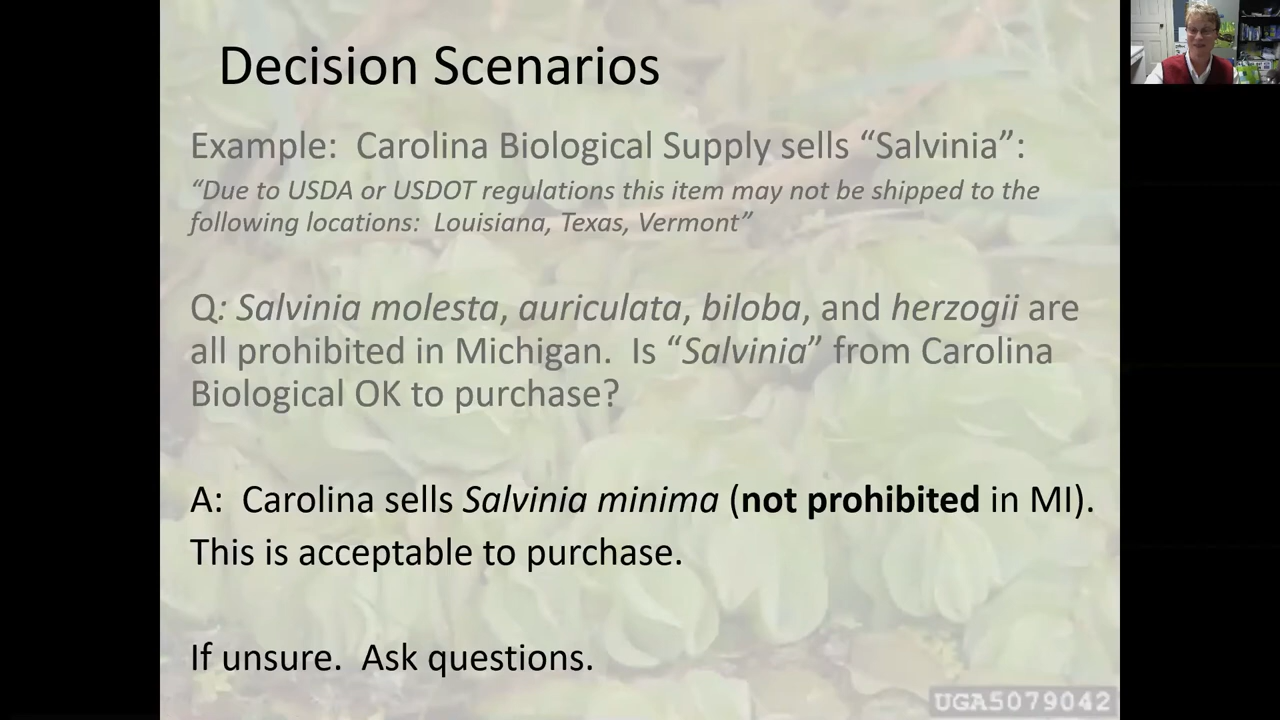 Decision Scenarios
Example:  Carolina Biological Supply sells “Salvinia”:
“Due to USDA or USDOT regulations this item may not be shipped to the
following locations:  Louisiana, Texas, Vermont”
Q: Salvinia molesta, auriculata, biloba, and herzogii are
all prohibited in Michigan.  Is “Salvinia” from Carolina
Biological OK to purchase?
A:  Carolina sells Salvinia minima (not prohibited in MI).
This is acceptable to purchase.
If unsure.  Ask questions.
UGA5079042